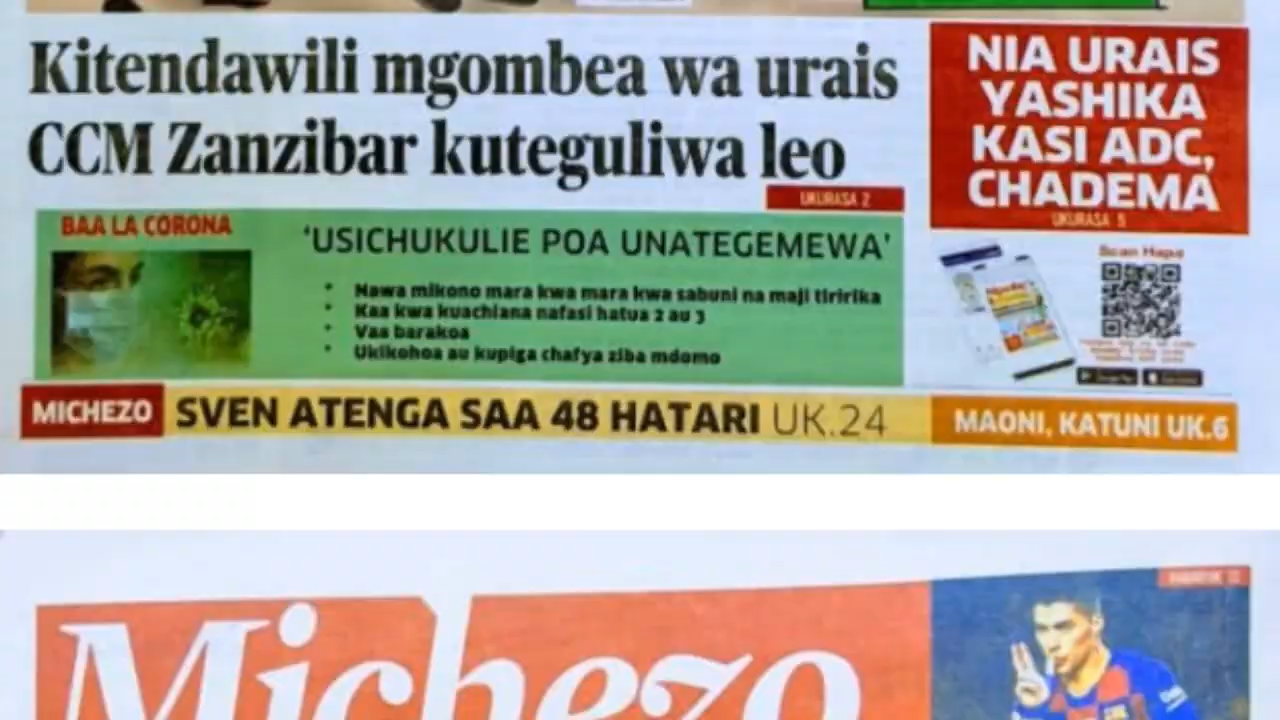 Kitendawili mgombea wa urais
CCM Zanzibar kuteguliwa leo
UKURASA 2
NIA URAIS
YASHIKA
KASI ADC,
CHADEMA
UKURASA 5
BAA LA CORONA
'USICHUKULIE POA UNATEGEMEWA'
• Nawa mikono mara kwa mara kwa sabuni na maji tiririka
• Kaa kwa kuachiana nafasi hatua 2 au 3
• Vaa barakoa
• Ukikohoa au kupiga chafya ziba mdomo
Scan Hapa
MICHEZO SVEN ATENGA SAA 48 HATARI UK.24
MAONI, KATUNI UK.6
Michezo